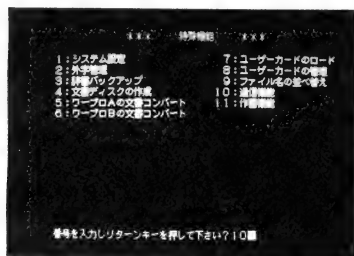 ＊＊＊ 特殊機能 ＊＊＊
1：システム設定
2：外字管理
3：辞書バックアップ
4：文書ディスクの作成
5：ワープロAの文書コンバート
6：ワープロBの文書コンバート
7：ユーザーカードのロード
8：ユーザーカードの管理
9：ファイル名の並べ替え
10：通信機能
11：作表機能
番号を入力しリターンキーを押して下さい？10